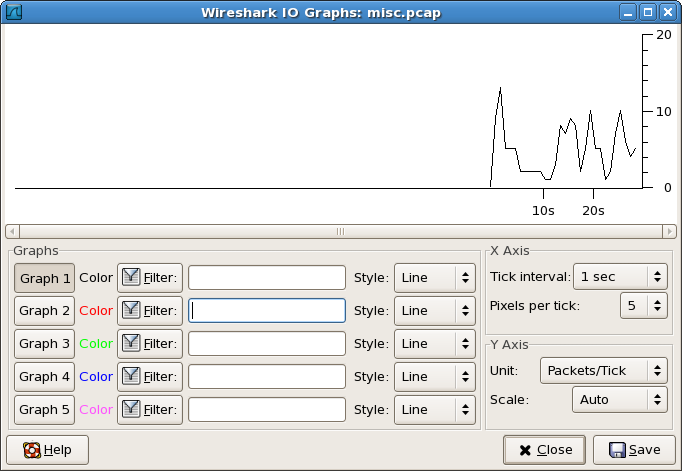 Wireshark IO Graphs: misc.pcap
20
10
0
10s 20s
Graphs
Graph 1 Color Filter: Style: Line
Graph 2 Color Filter: Style: Line
Graph 3 Color Filter: Style: Line
Graph 4 Color Filter: Style: Line
Graph 5 Color Filter: Style: Line
X Axis
Tick interval: 1 sec
Pixels per tick: 5
Y Axis
Unit: Packets/Tick
Scale: Auto
Help Close Save